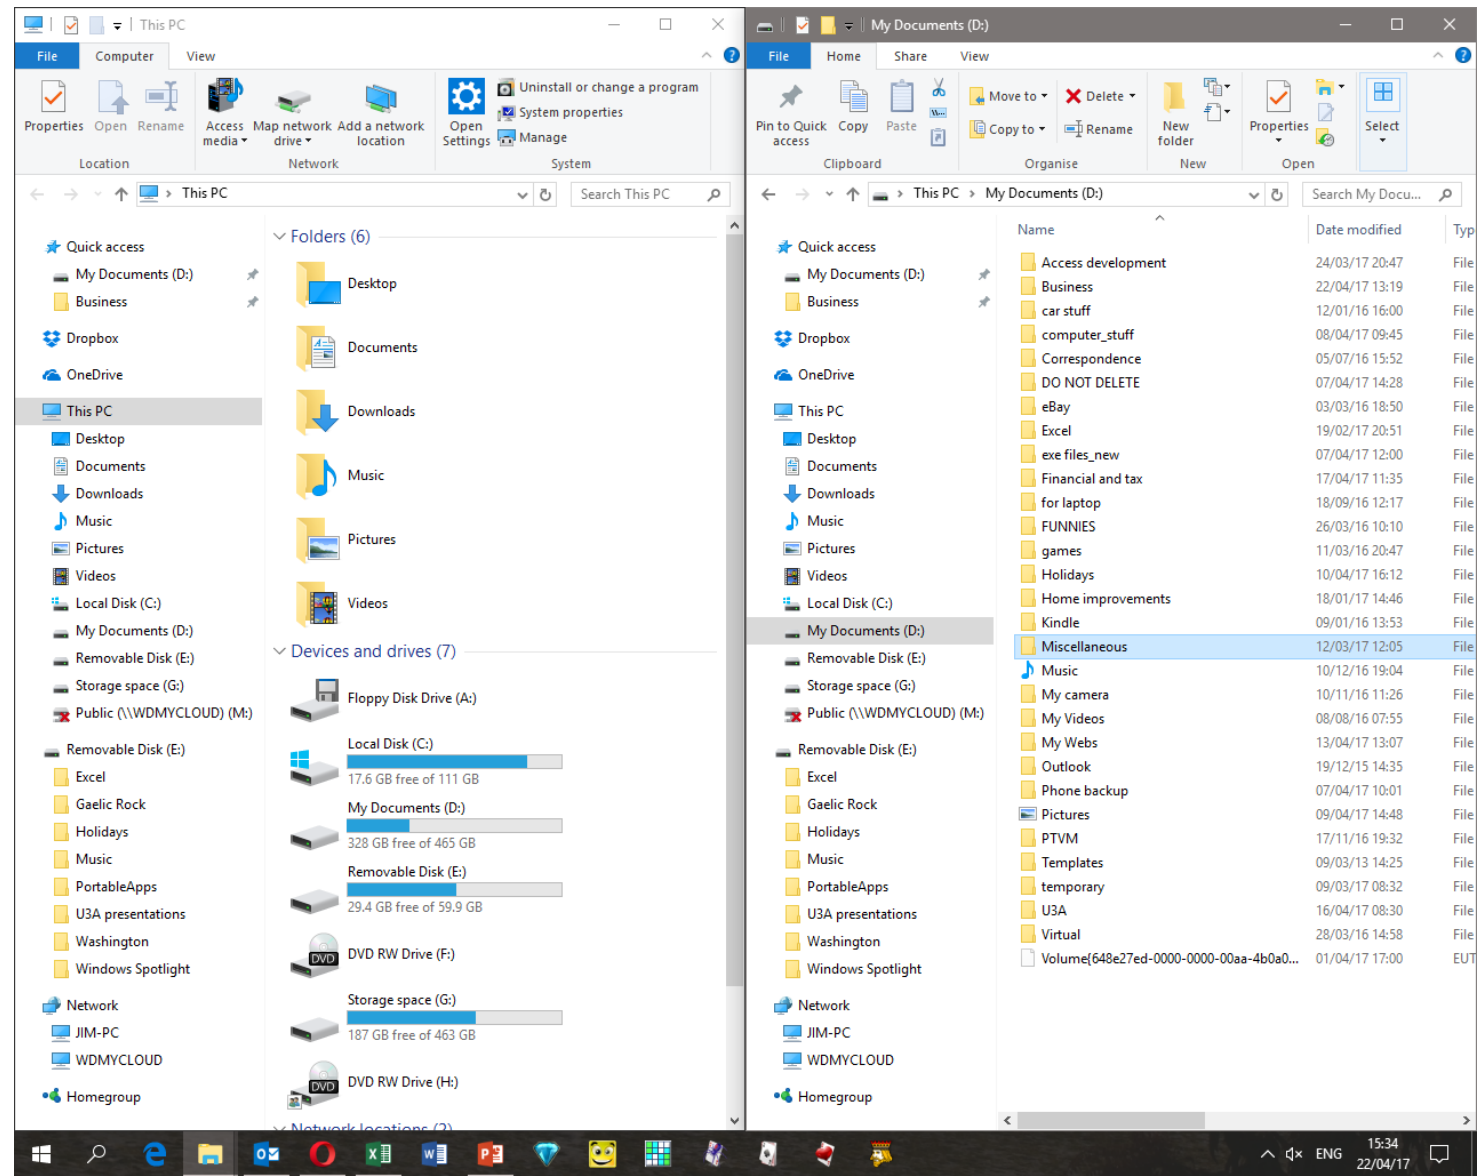 This PC
File Computer View
Properties Open Rename Access media Map network drive Add a network location Open Settings Uninstall or change a program
System properties
Manage
Location Network System
This PC Search This PC
Quick access
My Documents (D:)
Business
Dropbox
OneDrive
This PC
Desktop
Documents
Downloads
Music
Pictures
Videos
Local Disk (C:)
My Documents (D:)
Removable Disk (E:)
Storage space (G:)
Public (\\WDMYCLOUD) (M:)
Removable Disk (E:)
Excel
Gaelic Rock
Holidays
Music
PortableApps
U3A presentations
Washington
Windows Spotlight
Network
JIM-PC
WDMYCLOUD
Homegroup
Folders (6)
Desktop
Documents
Downloads
Music
Pictures
Videos
Devices and drives (7)
Floppy Disk Drive (A:)
Local Disk (C:)
17.6 GB free of 111 GB
My Documents (D:)
328 GB free of 465 GB
Removable Disk (E:)
29.4 GB free of 59.9 GB
DVD RW Drive (F:)
Storage space (G:)
187 GB free of 463 GB
DVD RW Drive (H:)
Network locations (2)
My Documents (D:)
File Home Share View
Pin to Quick access Copy Paste Move to Copy to Delete Rename New folder Properties Select
Clipboard Organise New Open
This PC My Documents (D:) Search My Docu...
Quick access
My Documents (D:)
Business
Dropbox
OneDrive
This PC
Desktop
Documents
Downloads
Music
Pictures
Videos
Local Disk (C:)
My Documents (D:)
Removable Disk (E:)
Storage space (G:)
Public (\\WDMYCLOUD) (M:)
Removable Disk (E:)
Excel
Gaelic Rock
Holidays
Music
PortableApps
U3A presentations
Washington
Windows Spotlight
Network
JIM-PC
WDMYCLOUD
Homegroup
Name Date modified Typ
Access development 24/03/17 20:47 File
Business 22/04/17 13:19 File
car stuff 12/01/16 16:00 File
computer_stuff 08/04/17 09:45 File
Correspondence 05/07/16 15:52 File
DO NOT DELETE 07/04/17 14:28 File
eBay 03/03/16 18:50 File
Excel 19/02/17 20:51 File
exe files_new 07/04/17 12:00 File
Financial and tax 17/04/17 11:35 File
for laptop 18/09/16 12:17 File
FUNNIES 26/03/16 10:10 File
games 11/03/16 20:47 File
Holidays 10/04/17 16:12 File
Home improvements 18/01/17 14:46 File
Kindle 09/01/16 13:53 File
Miscellaneous 12/03/17 12:05 File
Music 10/12/16 19:04 File
My camera 10/11/16 11:26 File
My Videos 08/08/16 07:55 File
My Webs 13/04/17 13:07 File
Outlook 19/12/15 14:35 File
Phone backup 07/04/17 10:01 File
Pictures 09/04/17 14:48 File
PTVM 17/11/16 19:32 File
Templates 09/03/13 14:25 File
temporary 09/03/17 08:32 File
U3A 16/04/17 08:30 File
Virtual 28/03/16 14:58 File
Volume{648e27ed-0000-0000-00aa-4b0a0... 01/04/17 17:00 EUT
ENG 15:34
22/04/17